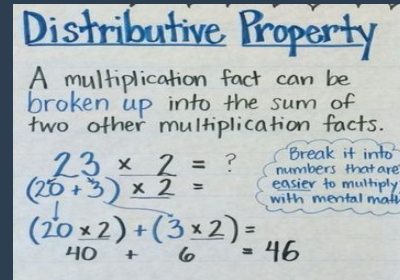 Distributive Property
A multiplication fact can be
broken up into the sum of
two other multiplication facts.
23 x 2 = ?
(20 + 3) x 2 =
(20 x 2) + (3 x 2) =
40 + 6 = 46
Break it into
numbers that are
easier to multiply
with mental